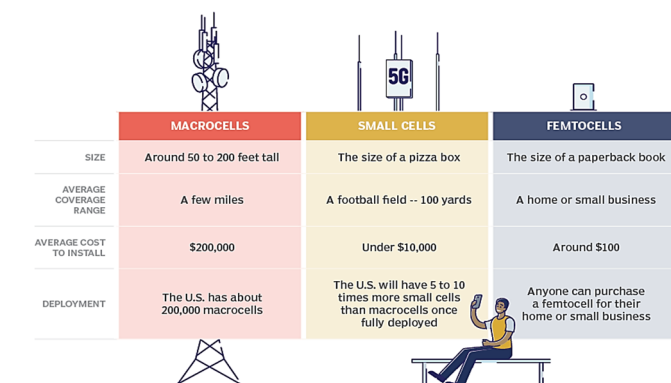 5G
MACROCELLS
SMALL CELLS
FEMTOCELLS
SIZE
Around 50 to 200 feet tall
The size of a pizza box
The size of a paperback book
AVERAGE
COVERAGE
RANGE
A few miles
A football field -- 100 yards
A home or small business
AVERAGE COST
TO INSTALL
$200,000
Under $10,000
Around $100
DEPLOYMENT
The U.S. has about
200,000 macrocells
The U.S. will have 5 to 10
times more small cells
than macrocells once
fully deployed
Anyone can purchase
a femtocell for their
home or small business